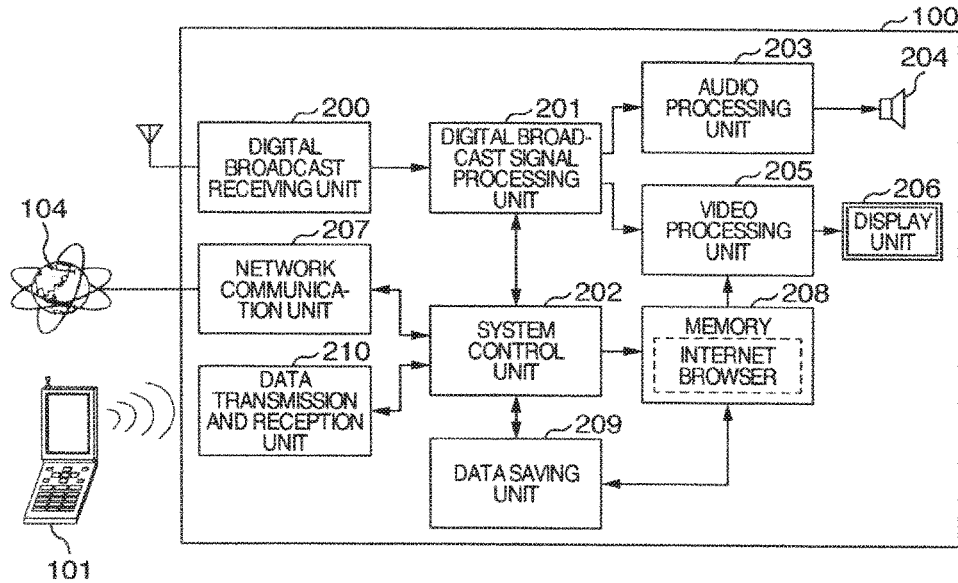 100
200
DIGITAL
BROADCAST
RECEIVING UNIT
201
DIGITAL BROAD-
CAST SIGNAL
PROCESSING
UNIT
203
AUDIO
PROCESSING
UNIT
204
205
VIDEO
PROCESSING
UNIT
206
DISPLAY
UNIT
104
207
NETWORK
COMMUNICA-
TION UNIT
202
SYSTEM
CONTROL
UNIT
208
MEMORY
INTERNET
BROWSER
210
DATA
TRANSMISSION
AND RECEPTION
UNIT
209
DATA SAVING
UNIT
101